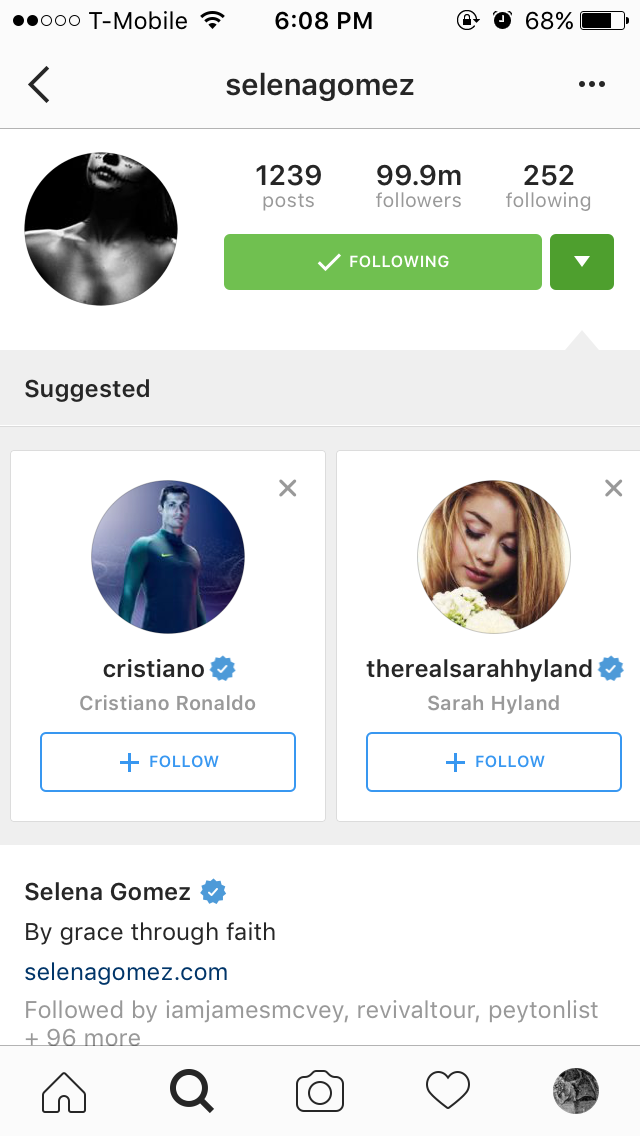 T-Mobile 6:08 PM 68%
selenagomez
1239 99.9m 252
posts followers following
FOLLOWING
Suggested
cristiano
Cristiano Ronaldo
+ FOLLOW
therealsarahhyland
Sarah Hyland
+ FOLLOW
Selena Gomez
By grace through faith
selenagomez.com
Followed by iamjamesmcvey, revivaltour, peytonlist
+ 96 more